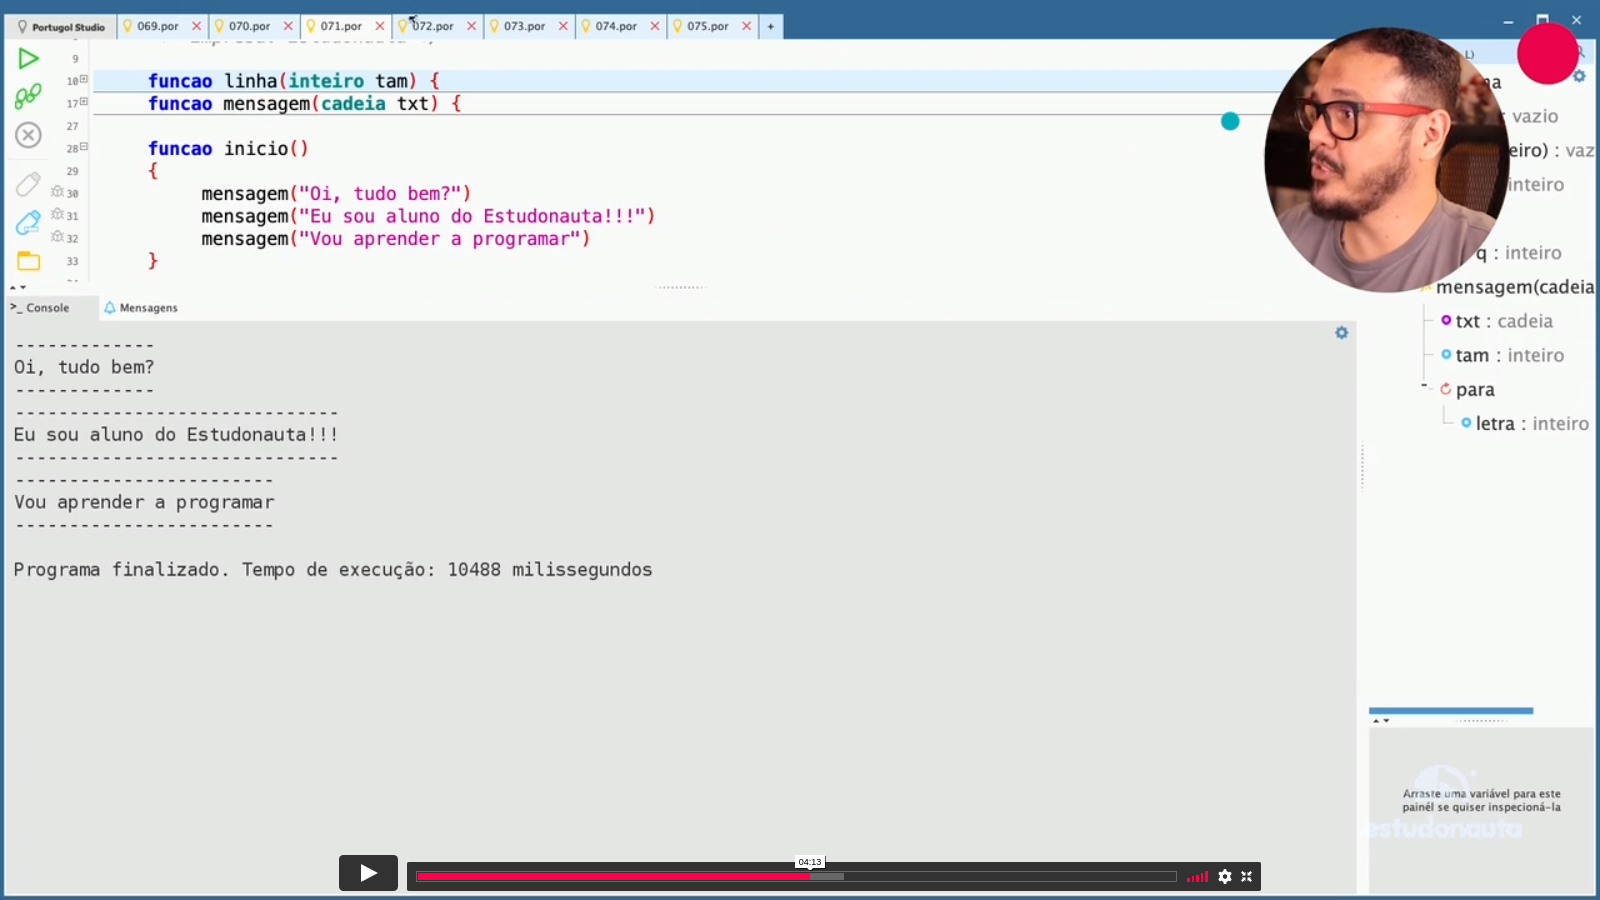 Portugol Studio
069.por
070.por
071.por
072.por
073.por
074.por
075.por
+
9
10 funcao linha(inteiro tam) {
17 funcao mensagem(cadeia txt) {
27
28 funcao inicio()
29 {
30 mensagem("Oi, tudo bem?")
31 mensagem("Eu sou aluno do Estudonauta!!!")
32 mensagem("Vou aprender a programar")
33 }
vazio
eiro) : vaz
inteiro
q : inteiro
mensagem(cadeia
txt : cadeia
tam : inteiro
para
letra : inteiro
>_ Console
Mensagens
-------------
Oi, tudo bem?
-------------
------------------------------
Eu sou aluno do Estudonauta!!!
------------------------------
------------------------
Vou aprender a programar
------------------------
Programa finalizado. Tempo de execução: 10488 milissegundos
Arraste uma variável para este
painél se quiser inspecioná-la
estudonauta
04:13